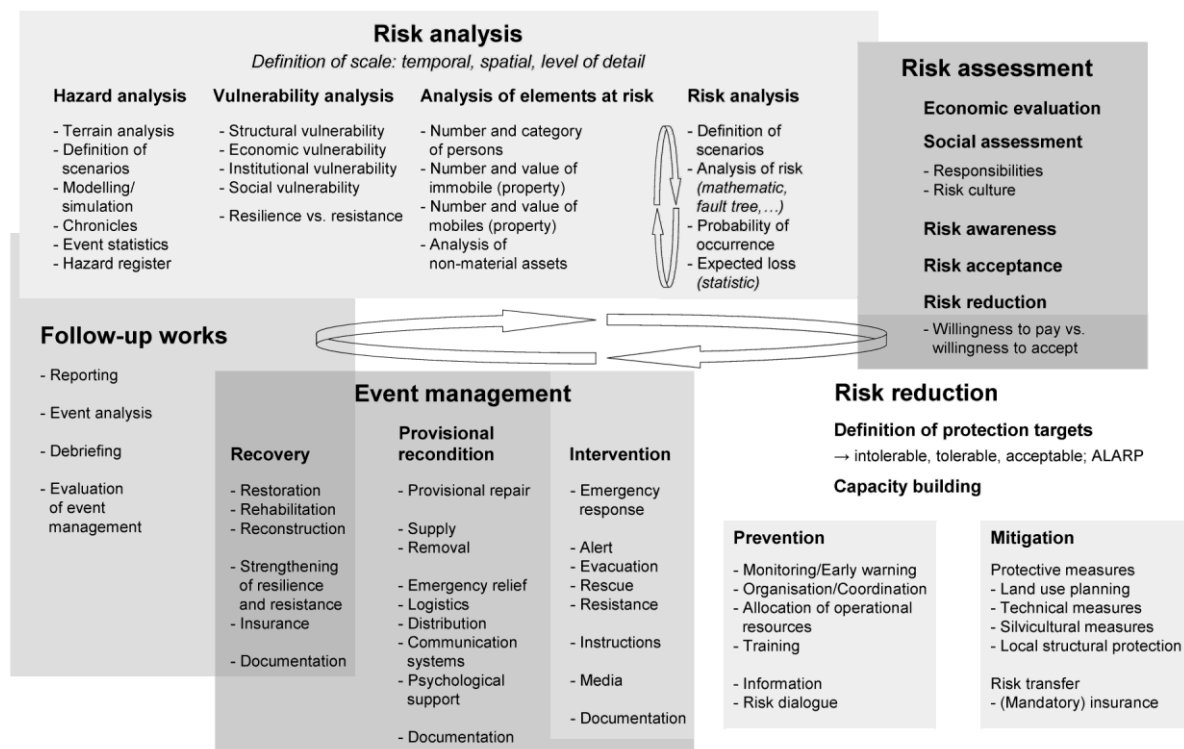 Risk analysis
Definition of scale: temporal, spatial, level of detail
Hazard analysis
- Terrain analysis
- Definition of
scenarios
- Modelling/
simulation
- Chronicles
- Event statistics
- Hazard register
Vulnerability analysis
- Structural vulnerability
- Economic vulnerability
- Institutional vulnerability
- Social vulnerability
- Resilience vs. resistance
Analysis of elements at risk
- Number and category
of persons
- Number and value of
immobile (property)
- Number and value of
mobiles (property)
- Analysis of
non-material assets
Risk analysis
- Definition of
scenarios
- Analysis of risk
(mathematic,
fault tree,…)
- Probability of
occurrence
- Expected loss
(statistic)
Risk assessment
Economic evaluation
Social assessment
- Responsibilities
- Risk culture
Risk awareness
Risk acceptance
Risk reduction
- Willingness to pay vs.
willingness to accept
Follow-up works
- Reporting
- Event analysis
- Debriefing
- Evaluation
of event
management
Event management
Recovery
- Restoration
- Rehabilitation
- Reconstruction
- Strengthening
of resilience
and resistance
- Insurance
- Documentation
Provisional
recondition
- Provisional repair
- Supply
- Removal
- Emergency relief
- Logistics
- Distribution
- Communication
systems
- Psychological
support
- Documentation
Intervention
- Emergency
response
- Alert
- Evacuation
- Rescue
- Resistance
- Instructions
- Media
- Documentation
Risk reduction
Definition of protection targets
→ intolerable, tolerable, acceptable; ALARP
Capacity building
Prevention
- Monitoring/Early warning
- Organisation/Coordination
- Allocation of operational
resources
- Training
- Information
- Risk dialogue
Mitigation
Protective measures
- Land use planning
- Technical measures
- Silvicultural measures
- Local structural protection
Risk transfer
- (Mandatory) insurance